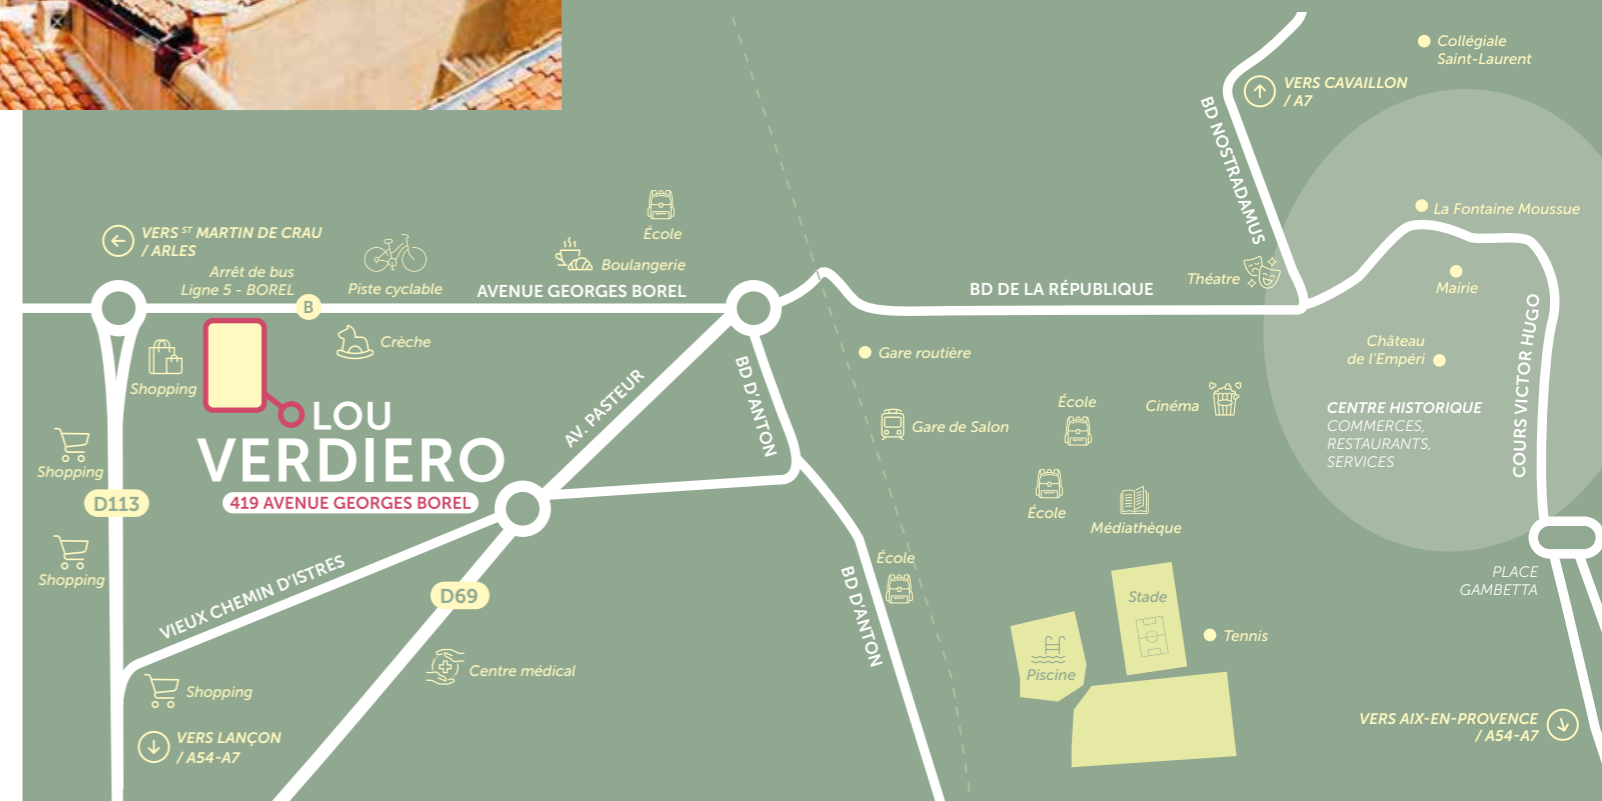 Collégiale
Saint-Laurent
VERS CAVAILLON
/ A7
BD NOSTRADAMUS
La Fontaine Moussue
École
VERS ST MARTIN DE CRAU
/ ARLES
Arrêt de bus
Ligne 5 - BOREL
B
Piste cyclable
Boulangerie
AVENUE GEORGES BOREL
BD DE LA RÉPUBLIQUE
Théatre
Mairie
Crèche
Shopping
Gare routière
Château
de l'Empéri
COURS VICTOR HUGO
AV. PASTEUR
BD D'ANTON
LOU
VERDIERO
419 AVENUE GEORGES BOREL
École
Cinéma
CENTRE HISTORIQUE
COMMERCES,
RESTAURANTS,
SERVICES
Gare de Salon
Shopping
D113
École
Médiathèque
Shopping
VIEUX CHEMIN D'ISTRES
D69
École
BD D'ANTON
PLACE
GAMBETTA
Stade
Tennis
Piscine
Centre médical
Shopping
VERS LANÇON
/ A54-A7
VERS AIX-EN-PROVENCE
/ A54-A7